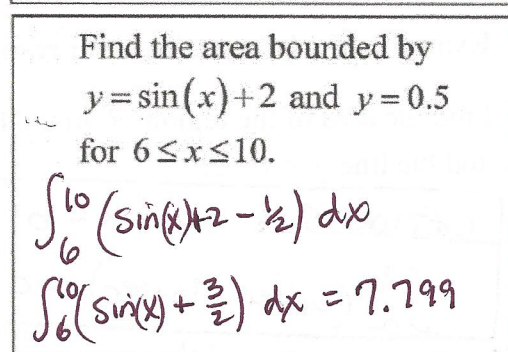 Find the area bounded by
y = sin(x)+2 and y = 0.5
for 6 ≤ x ≤ 10.
∫₆¹⁰ (sin(x)+2 - ½) dx
∫₆¹⁰ (sin(x) + 3/2) dx = 7.799